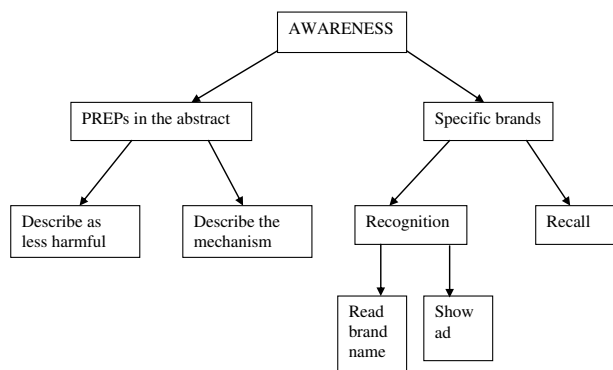 AWARENESS
PREPs in the abstract
Specific brands
Describe as
less harmful
Describe the
mechanism
Recognition
Recall
Read
brand
name
Show
ad